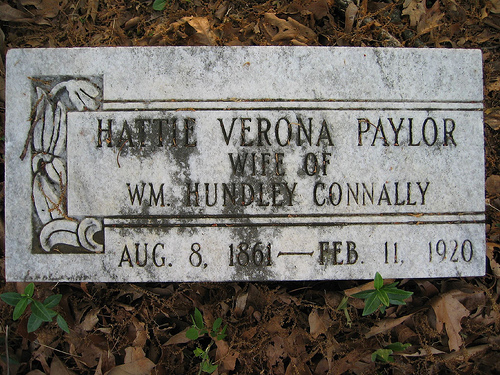 HATTIE VERONA PAYLOR
WIFE OF
WM. HUNDLEY CONNALLY
AUG. 8, 1861—FEB. 11, 1920